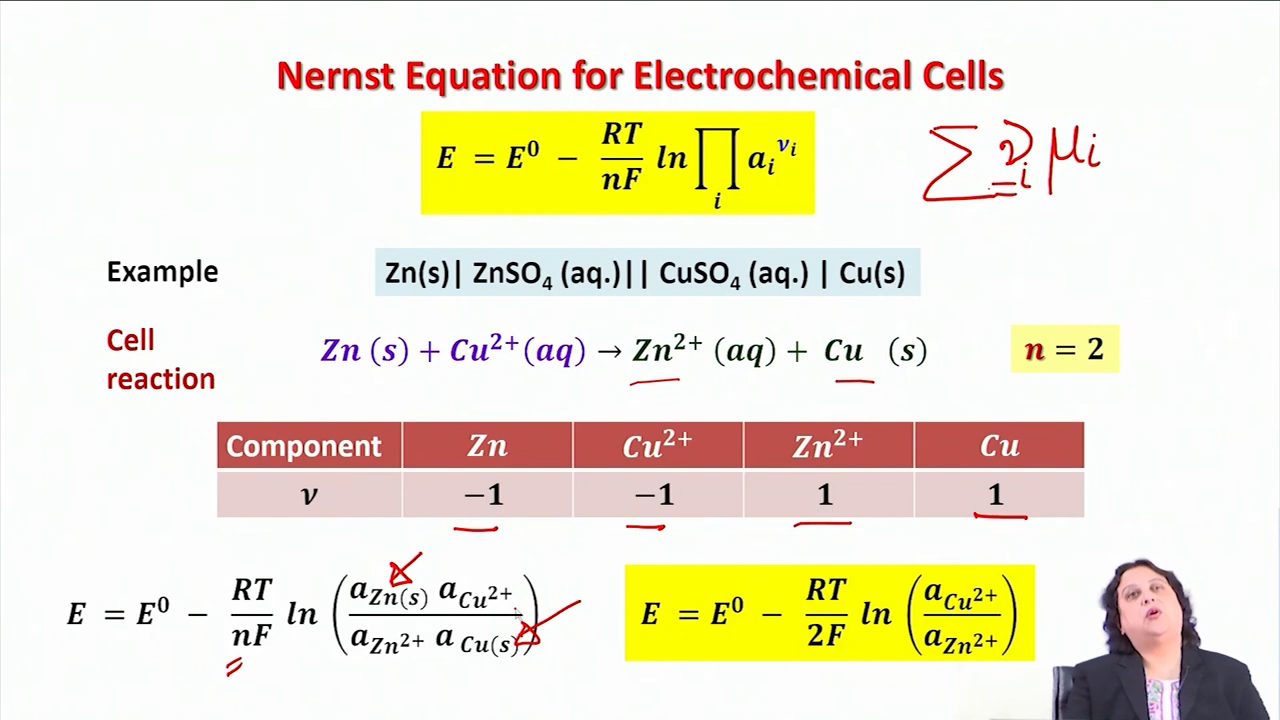 Nernst Equation for Electrochemical Cells
E = E⁰ − RT/nF ln ∏ᵢ aᵢ^νᵢ
∑ νᵢ μᵢ
Example Zn(s)| ZnSO₄ (aq.)|| CuSO₄ (aq.) | Cu(s)
Cell reaction Zn (s) + Cu²⁺(aq) → Zn²⁺ (aq) + Cu (s) n = 2
Component Zn Cu²⁺ Zn²⁺ Cu
ν −1 −1 1 1
E = E⁰ − RT/nF ln (a_Zn(s) a_Cu²⁺ / a_Zn²⁺ a_Cu(s)) E = E⁰ − RT/2F ln (a_Cu²⁺ / a_Zn²⁺)